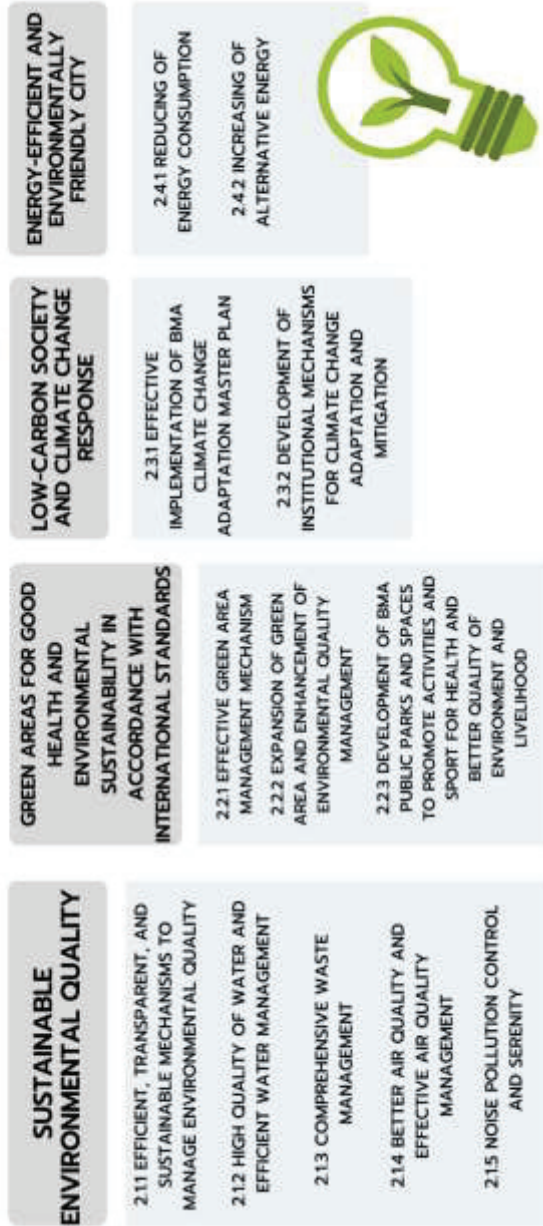 SUSTAINABLE
ENVIRONMENTAL QUALITY
2.1.1 EFFICIENT, TRANSPARENT, AND
SUSTAINABLE MECHANISMS TO
MANAGE ENVIRONMENTAL QUALITY
2.1.2 HIGH QUALITY OF WATER AND
EFFICIENT WATER MANAGEMENT
2.1.3 COMPREHENSIVE WASTE
MANAGEMENT
2.1.4 BETTER AIR QUALITY AND
EFFECTIVE AIR QUALITY
MANAGEMENT
2.1.5 NOISE POLLUTION CONTROL
AND SERENITY
GREEN AREAS FOR GOOD
HEALTH AND
ENVIRONMENTAL
SUSTAINABILITY IN
ACCORDANCE WITH
INTERNATIONAL STANDARDS
2.2.1 EFFECTIVE GREEN AREA
MANAGEMENT MECHANISM
2.2.2 EXPANSION OF GREEN
AREA AND ENHANCEMENT OF
ENVIRONMENTAL QUALITY
MANAGEMENT
2.2.3 DEVELOPMENT OF BMA
PUBLIC PARKS AND SPACES
TO PROMOTE ACTIVITIES AND
SPORT FOR HEALTH AND
BETTER QUALITY OF
ENVIRONMENT AND
LIVELIHOOD
LOW-CARBON SOCIETY
AND CLIMATE CHANGE
RESPONSE
2.3.1 EFFECTIVE
IMPLEMENTATION OF BMA
CLIMATE CHANGE
ADAPTATION MASTER PLAN
2.3.2 DEVELOPMENT OF
INSTITUTIONAL MECHANISMS
FOR CLIMATE CHANGE
ADAPTATION AND
MITIGATION
ENERGY-EFFICIENT AND
ENVIRONMENTALLY
FRIENDLY CITY
2.4.1 REDUCING OF
ENERGY CONSUMPTION
2.4.2 INCREASING OF
ALTERNATIVE ENERGY